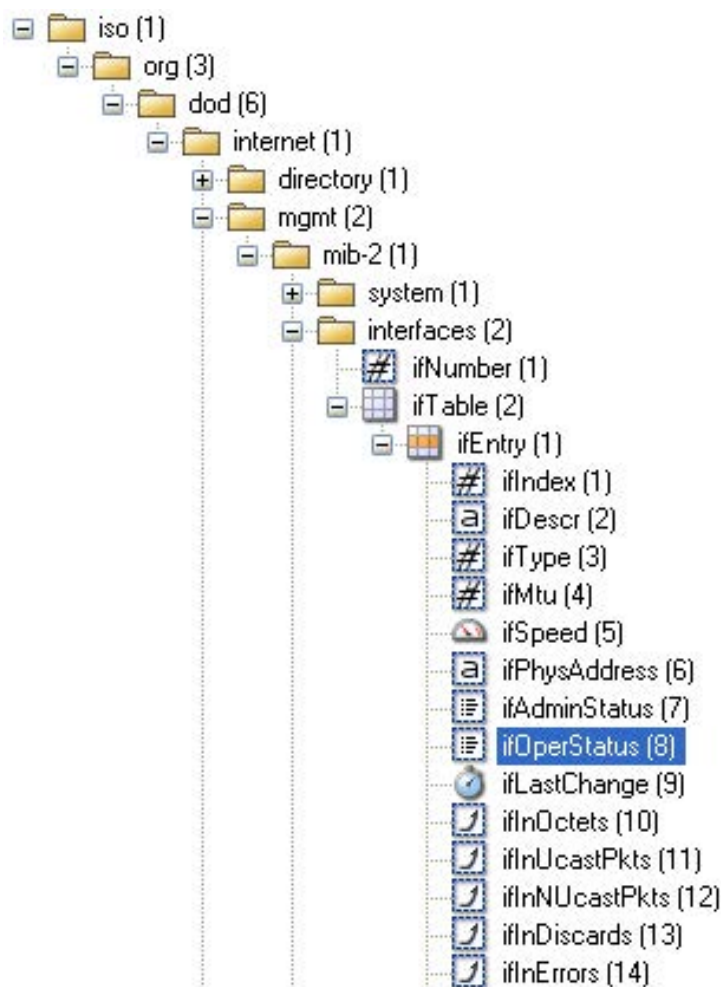 iso (1)
org (3)
dod (6)
internet (1)
directory (1)
mgmt (2)
mib-2 (1)
system (1)
interfaces (2)
ifNumber (1)
ifTable (2)
ifEntry (1)
ifIndex (1)
ifDescr (2)
ifType (3)
ifMtu (4)
ifSpeed (5)
ifPhysAddress (6)
ifAdminStatus (7)
ifOperStatus (8)
ifLastChange (9)
ifInOctets (10)
ifInUcastPkts (11)
ifInNUcastPkts (12)
ifInDiscards (13)
ifInErrors (14)